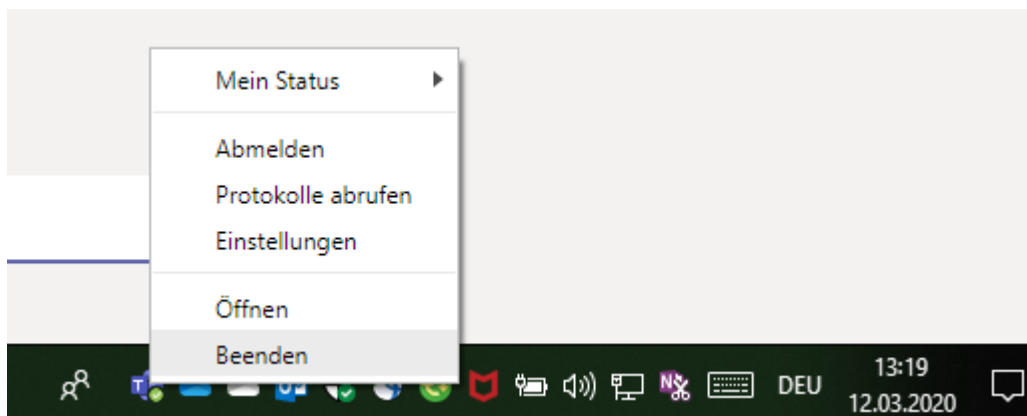 Mein Status
Abmelden
Protokolle abrufen
Einstellungen
Öffnen
Beenden
DEU
13:19
12.03.2020